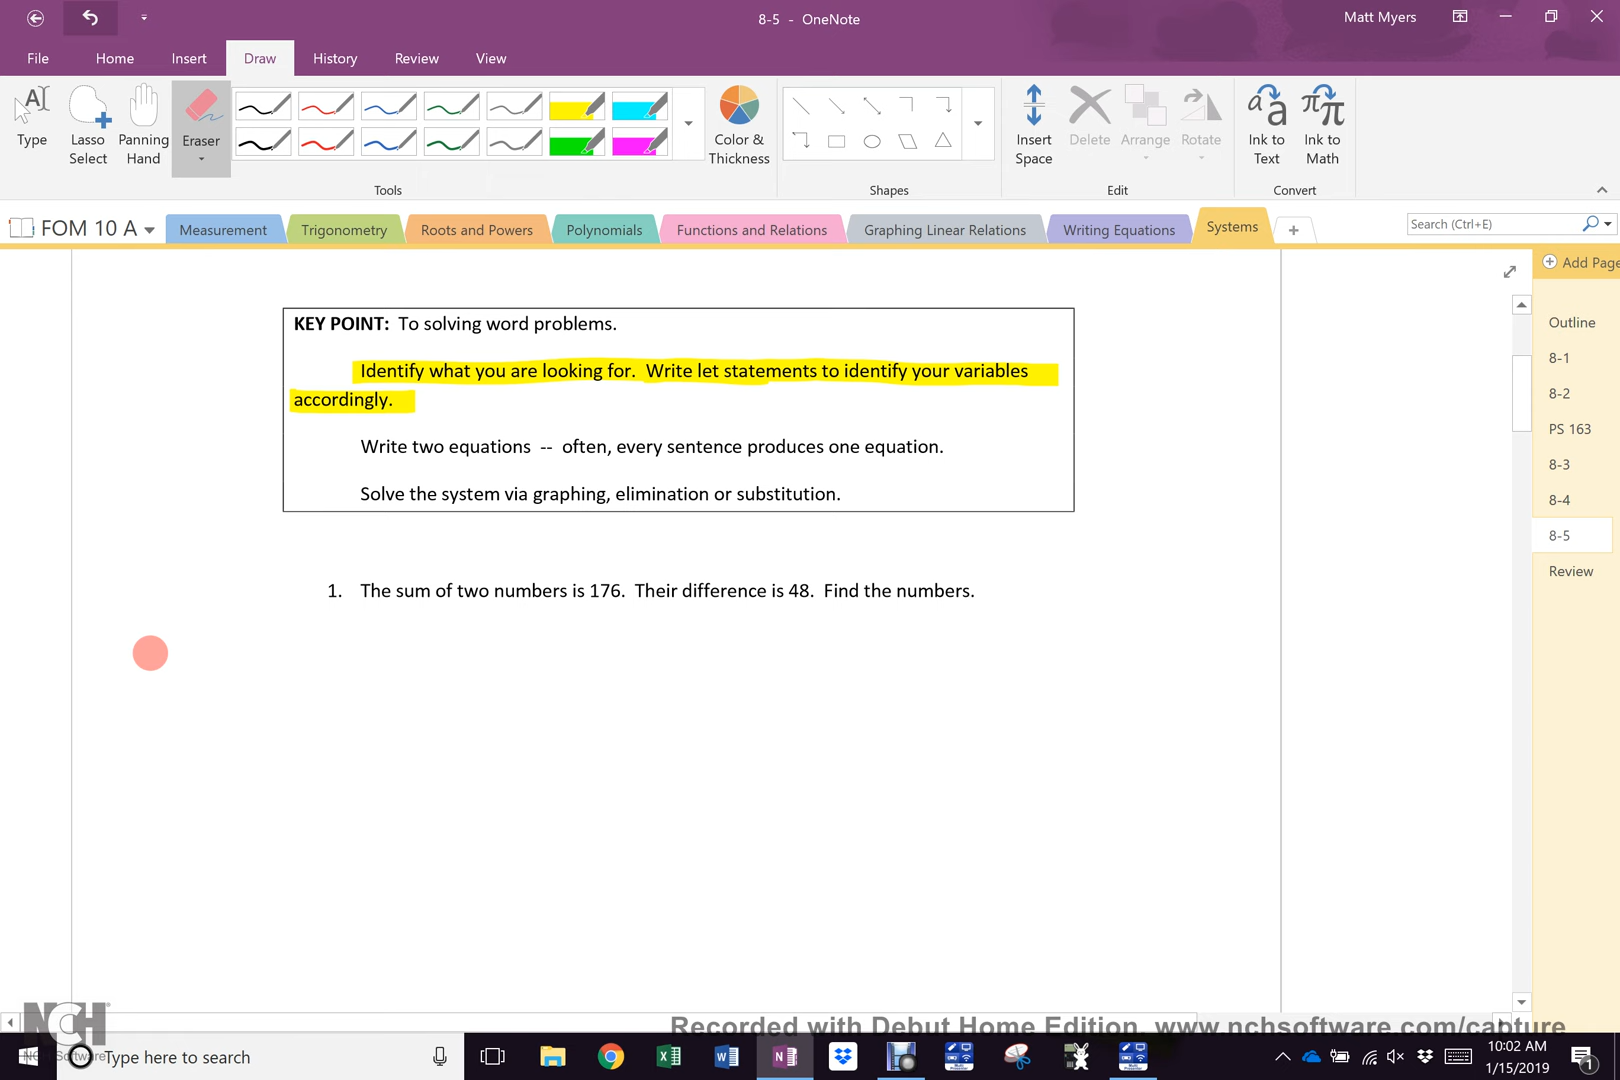 8-5 - OneNote
Matt Myers
File Home Insert Draw History Review View
Type
Lasso Select
Panning Hand
Eraser
Color & Thickness
Insert Space
Delete
Arrange
Rotate
Ink to Text
Ink to Math
Tools
Shapes
Edit
Convert
FOM 10 A
Measurement
Trigonometry
Roots and Powers
Polynomials
Functions and Relations
Graphing Linear Relations
Writing Equations
Systems
Search (Ctrl+E)
Add Page
Outline
8-1
8-2
PS 163
8-3
8-4
8-5
Review
KEY POINT: To solving word problems.
Identify what you are looking for. Write let statements to identify your variables
accordingly.
Write two equations -- often, every sentence produces one equation.
Solve the system via graphing, elimination or substitution.
1. The sum of two numbers is 176. Their difference is 48. Find the numbers.
NCH
NCH Software
Recorded with Debut Home Edition. www.nchsoftware.com/capture
Type here to search
10:02 AM
1/15/2019
1